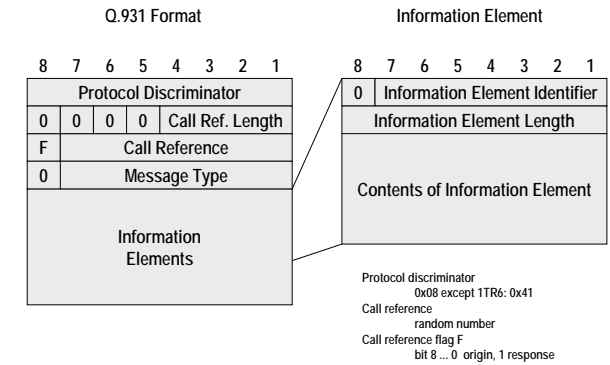 Q.931 Format
8 7 6 5 4 3 2 1
Protocol Discriminator
0 0 0 0 Call Ref. Length
F Call Reference
0 Message Type
Information
Elements
Information Element
8 7 6 5 4 3 2 1
0 Information Element Identifier
Information Element Length
Contents of Information Element
Protocol discriminator
0x08 except 1TR6: 0x41
Call reference
random number
Call reference flag F
bit 8 ... 0 origin, 1 response